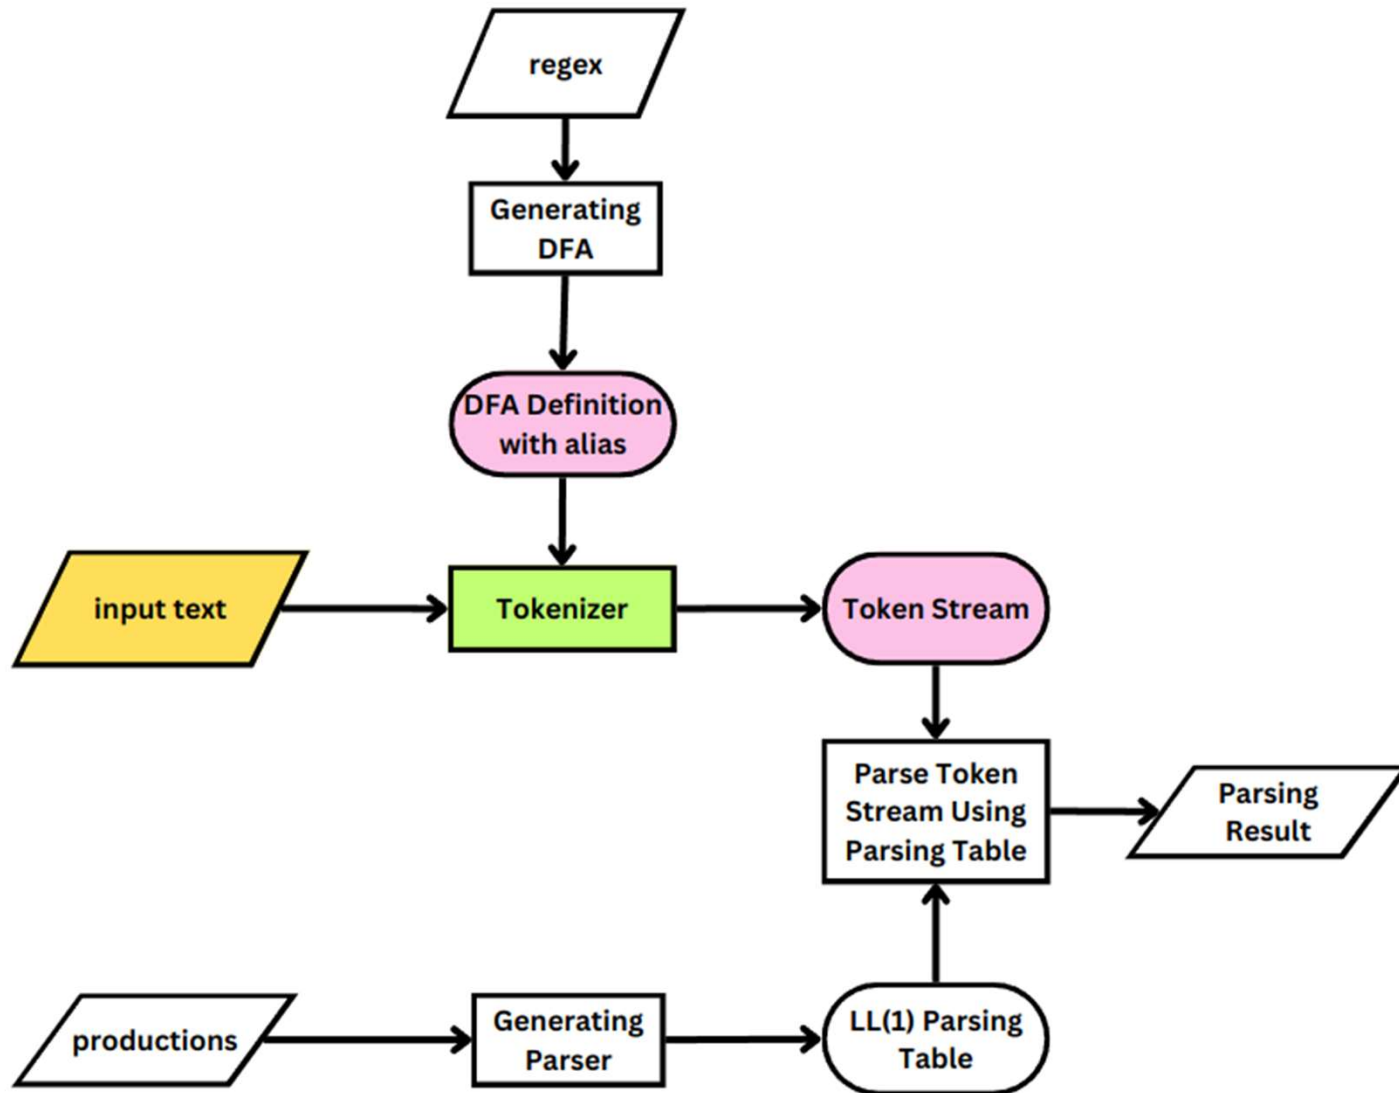 regex
Generating
DFA
DFA Definition
with alias
input text
Tokenizer
Token Stream
Parse Token
Stream Using
Parsing Table
Parsing
Result
productions
Generating
Parser
LL(1) Parsing
Table